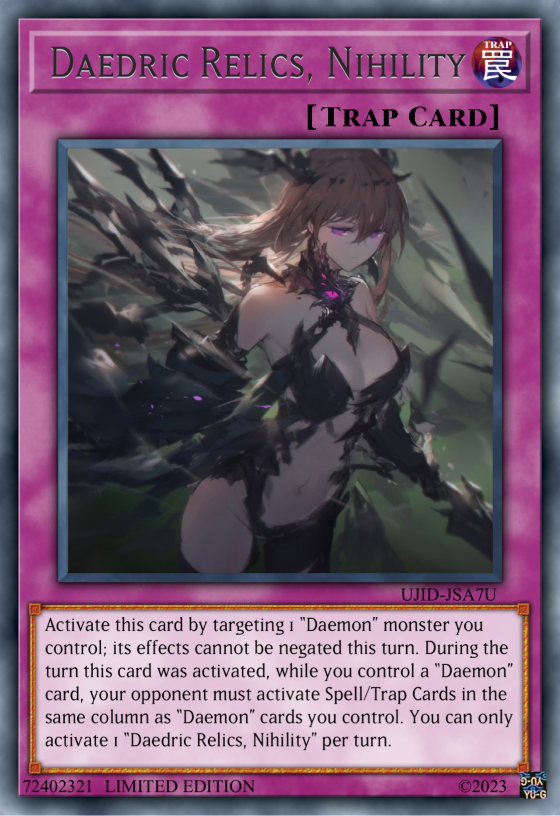 Daedric Relics, Nihility
TRAP
罠
[Trap Card]
UJID-JSA7U
Activate this card by targeting 1 "Daemon" monster you
control; its effects cannot be negated this turn. During the
turn this card was activated, while you control a "Daemon"
card, your opponent must activate Spell/Trap Cards in the
same column as "Daemon" cards you control. You can only
activate 1 "Daedric Relics, Nihility" per turn.
72402321 LIMITED EDITION ©2023
YU-G
YU-G